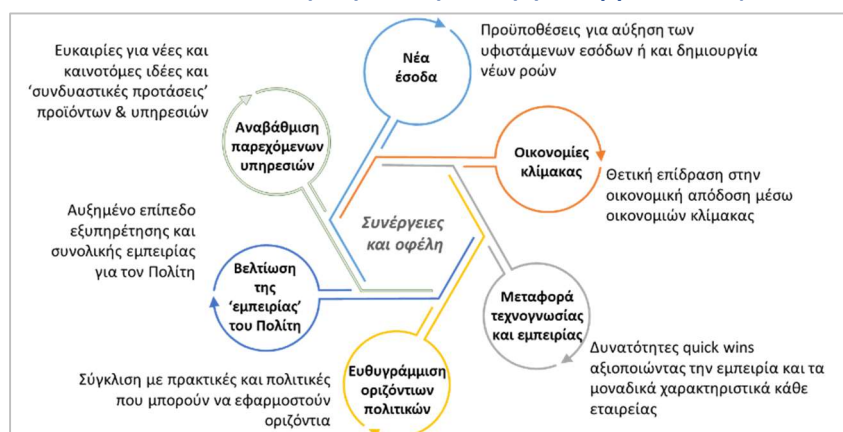 Ευκαιρίες για νέες και
καινοτόμες ιδέες και
‘συνδυαστικές προτάσεις’
προϊόντων & υπηρεσιών
Νέα
έσοδα
Προϋποθέσεις για αύξηση των
υφιστάμενων εσόδων ή και δημιουργία
νέων ροών
Αναβάθμιση
παρεχόμενων
υπηρεσιών
Οικονομίες
κλίμακας
Θετική επίδραση στην
οικονομική απόδοση μέσω
οικονομιών κλίμακας
Συνέργειες
και οφέλη
Αυξημένο επίπεδο
εξυπηρέτησης και
συνολικής εμπειρίας
για τον Πολίτη
Βελτίωση
της
‘εμπειρίας’
του Πολίτη
Μεταφορά
τεχνογνωσίας
και εμπειρίας
Δυνατότητες quick wins
αξιοποιώντας την εμπειρία και τα
μοναδικά χαρακτηριστικά κάθε
εταιρείας
Ευθυγράμμιση
οριζόντιων
πολιτικών
Σύγκλιση με πρακτικές και πολιτικές
που μπορούν να εφαρμοστούν
οριζόντια